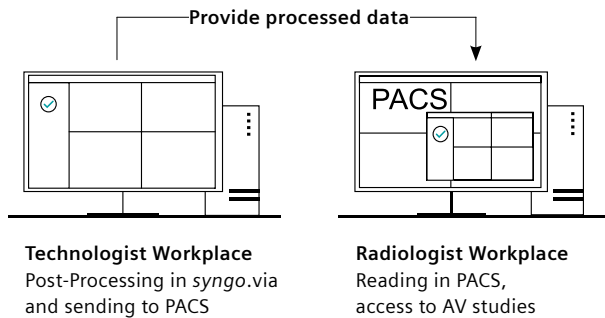 Provide processed data
PACS
Technologist Workplace
Post-Processing in syngo.via
and sending to PACS
Radiologist Workplace
Reading in PACS,
access to AV studies